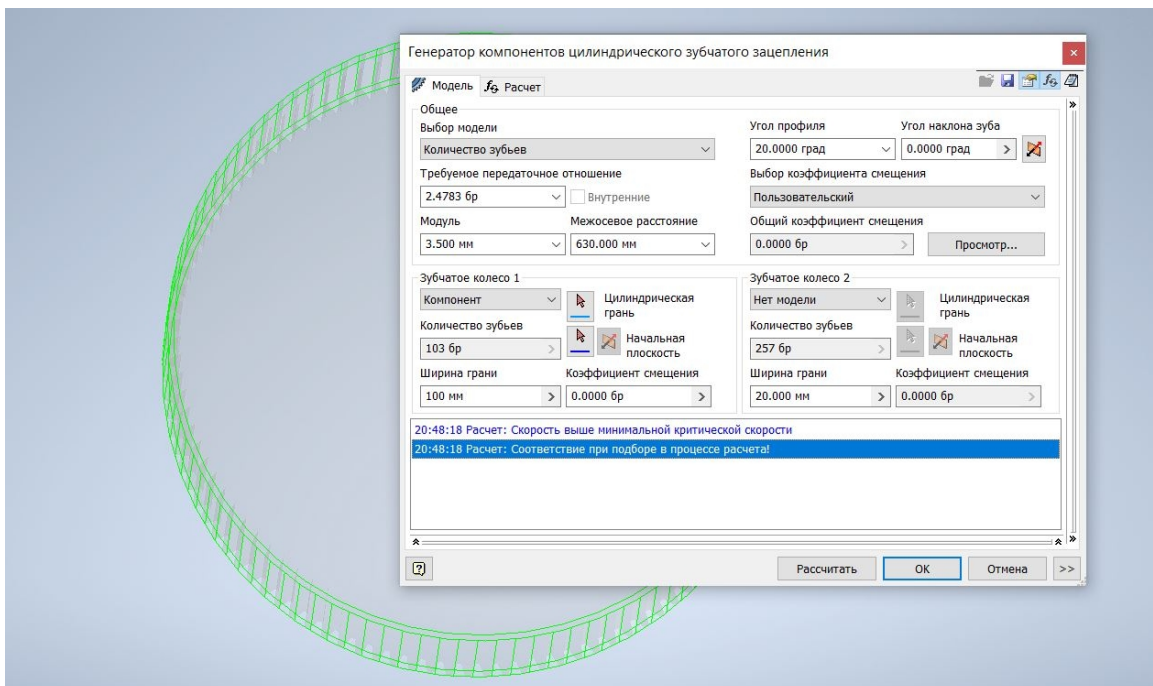 Генератор компонентов цилиндрического зубчатого зацепления
Модель
fG Расчет
Общее
Выбор модели
Количество зубьев
Требуемое передаточное отношение
2.4783 бр
Внутренние
Модуль
Межосевое расстояние
3.500 мм
630.000 мм
Угол профиля
Угол наклона зуба
20.0000 град
0.0000 град
Выбор коэффициента смещения
Пользовательский
Общий коэффициент смещения
0.0000 бр
Просмотр...
Зубчатое колесо 1
Компонент
Цилиндрическая
грань
Количество зубьев
103 бр
Начальная
плоскость
Ширина грани
Коэффициент смещения
100 мм
0.0000 бр
Зубчатое колесо 2
Нет модели
Цилиндрическая
грань
Количество зубьев
257 бр
Начальная
плоскость
Ширина грани
Коэффициент смещения
20.000 мм
0.0000 бр
20:48:18 Расчет: Скорость выше минимальной критической скорости
20:48:18 Расчет: Соответствие при подборе в процессе расчета!
Рассчитать
ОК
Отмена
>>